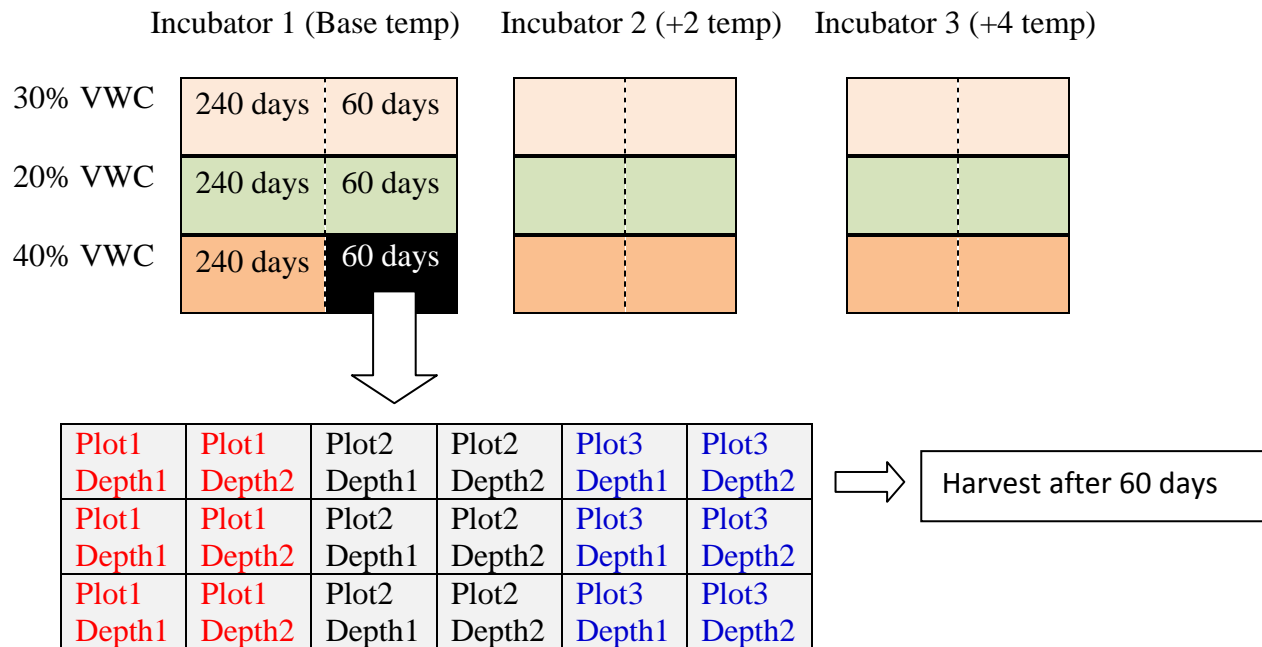 Incubator 1 (Base temp) Incubator 2 (+2 temp) Incubator 3 (+4 temp)
30% VWC 240 days 60 days
20% VWC 240 days 60 days
40% VWC 240 days 60 days
Plot1 Plot1 Plot2 Plot2 Plot3 Plot3
Depth1 Depth2 Depth1 Depth2 Depth1 Depth2
Harvest after 60 days
Plot1 Plot1 Plot2 Plot2 Plot3 Plot3
Depth1 Depth2 Depth1 Depth2 Depth1 Depth2
Plot1 Plot1 Plot2 Plot2 Plot3 Plot3
Depth1 Depth2 Depth1 Depth2 Depth1 Depth2